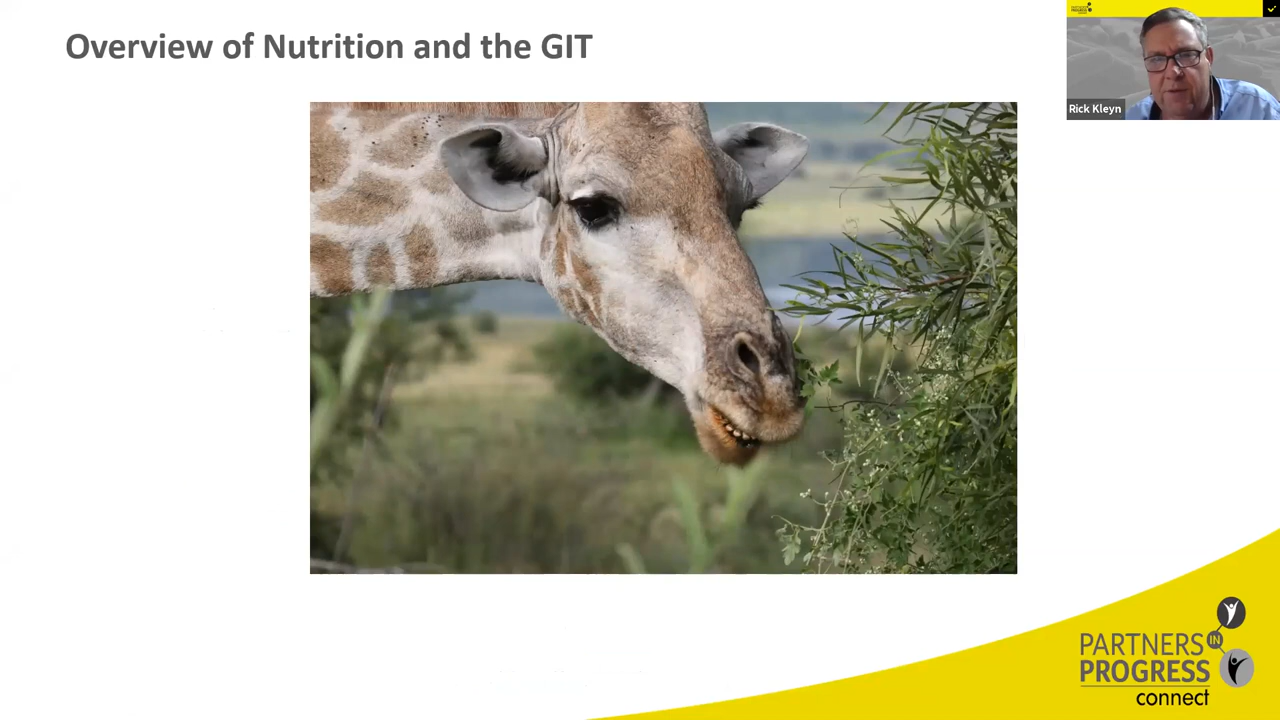 Overview of Nutrition and the GIT
Rick Kleyn
PARTNERS IN
PROGRESS
connect